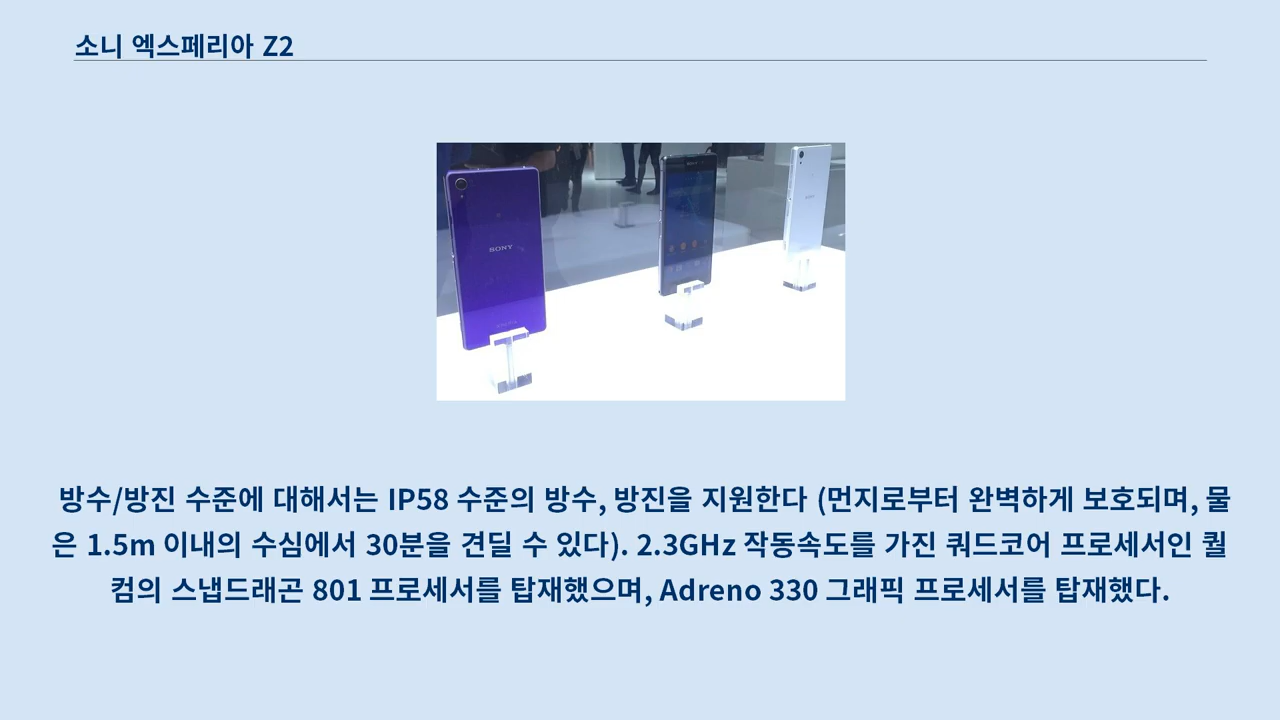 소니 엑스페리아 Z2
SONY
방수/방진 수준에 대해서는 IP58 수준의 방수, 방진을 지원한다 (먼지로부터 완벽하게 보호되며, 물
은 1.5m 이내의 수심에서 30분을 견딜 수 있다). 2.3GHz 작동속도를 가진 쿼드코어 프로세서인 퀄
컴의 스냅드래곤 801 프로세서를 탑재했으며, Adreno 330 그래픽 프로세서를 탑재했다.